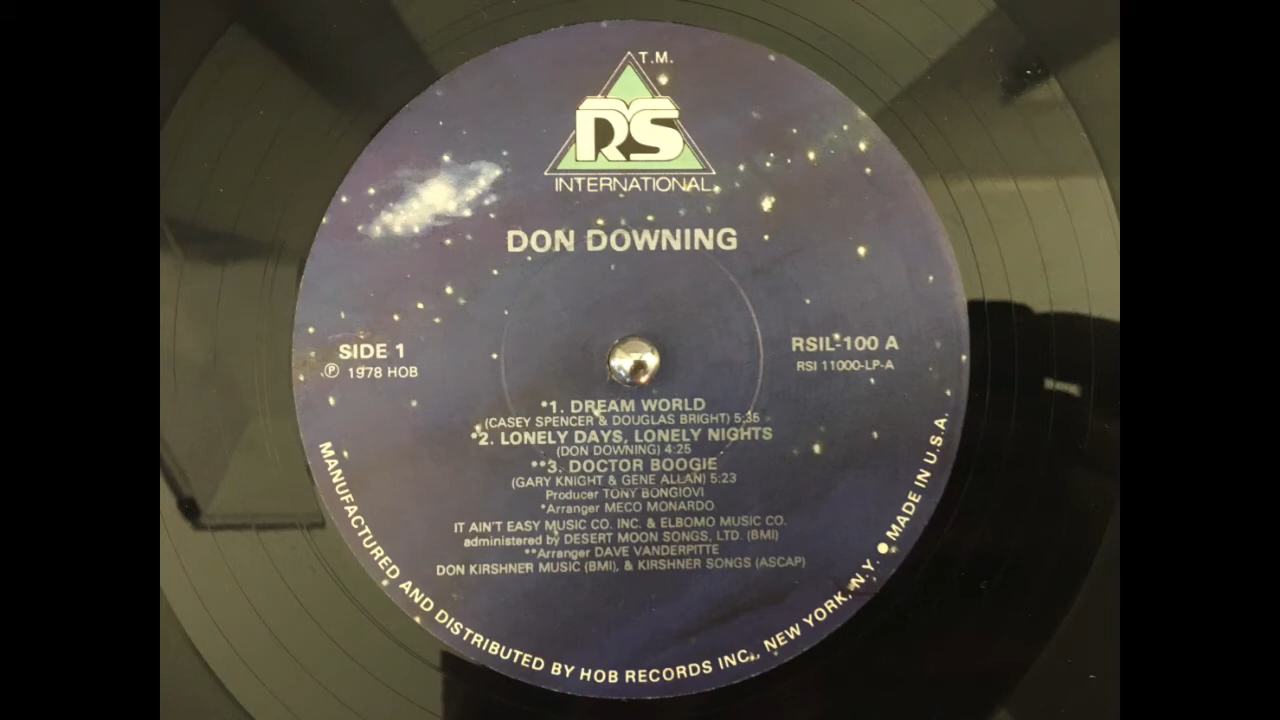 T.M.
RS
INTERNATIONAL
DON DOWNING
SIDE 1
Ⓟ 1978 HOB
RSIL-100 A
RSI 11000-LP-A
*1. DREAM WORLD
(CASEY SPENCER & DOUGLAS BRIGHT) 5:35
*2. LONELY DAYS, LONELY NIGHTS
(DON DOWNING) 4:25
**3. DOCTOR BOOGIE
(GARY KNIGHT & GENE ALLAN) 5:23
Producer TONY BONGIOVI
*Arranger MECO MONARDO
IT AIN'T EASY MUSIC CO. INC. & ELBOMO MUSIC CO.
administered by DESERT MOON SONGS, LTD. (BMI)
**Arranger DAVE VANDERPITTE
DON KIRSHNER MUSIC (BMI), & KIRSHNER SONGS (ASCAP)
MANUFACTURED AND DISTRIBUTED BY HOB RECORDS INC., NEW YORK, N.Y. ● MADE IN U.S.A.